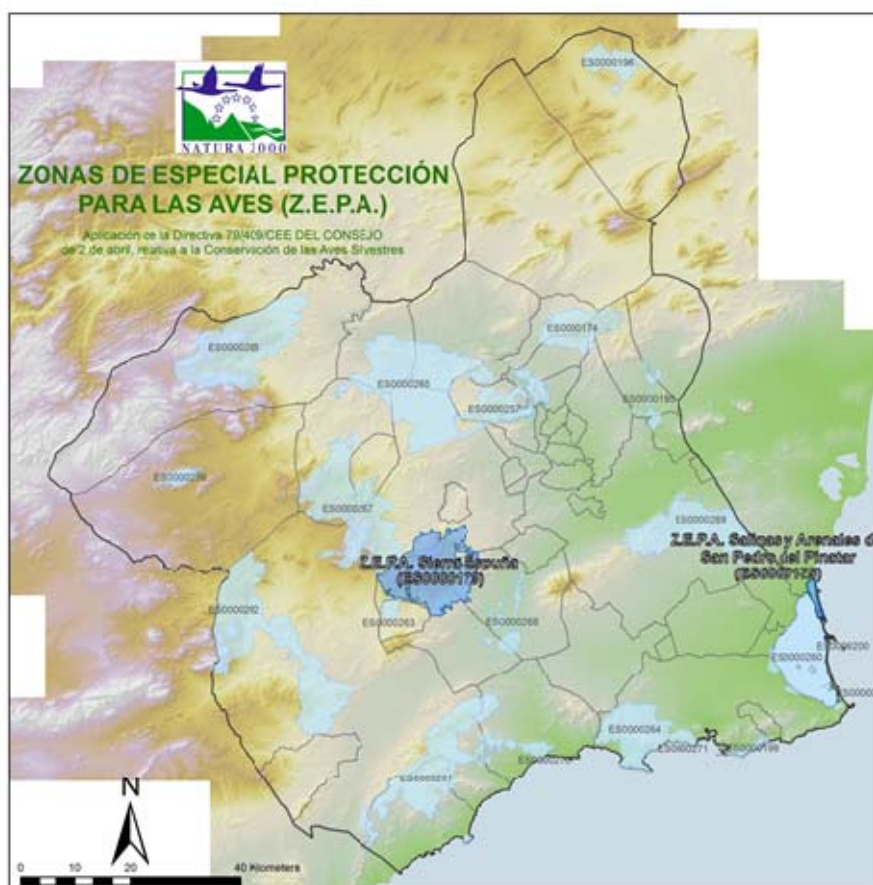 NATURA 2000
ZONAS DE ESPECIAL PROTECCIÓN
PARA LAS AVES (Z.E.P.A.)
Aplicación de la Directiva 79/409/CEE DEL CONSEJO
de 2 de abril, relativa a la Conservación de las Aves Silvestres
ES0000196
ES0000174
ES0000265
ES0000257
ES0000195
ES0000267
Z.E.P.A. Sierra Espuña
Z.E.P.A. Salinas y Arenales d
San Pedro del Pinatar
ES0000262
ES0000263
ES0000268
ES0000200
ES0000260
ES0000264
ES0000271
ES0000199
N
0 10 20 40 Kilometers